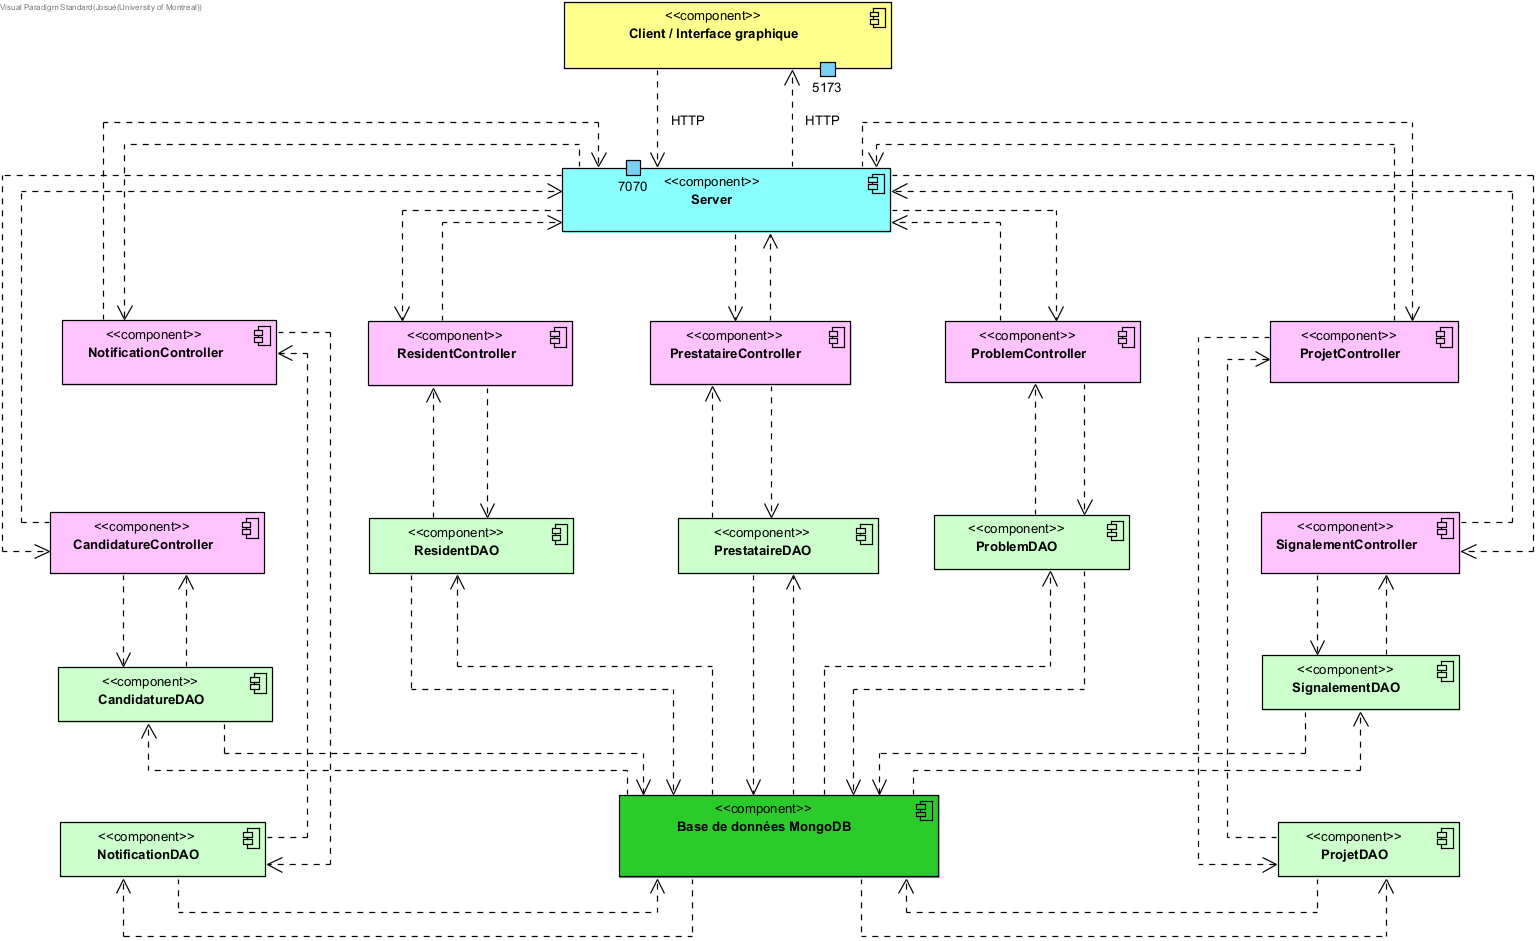 Visual Paradigm Standard(Josué(University of Montreal))
<<component>>
Client / Interface graphique
5173
HTTP
HTTP
7070
<<component>>
Server
<<component>>
NotificationController
<<component>>
ResidentController
<<component>>
PrestataireController
<<component>>
ProblemController
<<component>>
ProjetController
<<component>>
CandidatureController
<<component>>
ResidentDAO
<<component>>
PrestataireDAO
<<component>>
ProblemDAO
<<component>>
SignalementController
<<component>>
CandidatureDAO
<<component>>
SignalementDAO
<<component>>
Base de données MongoDB
<<component>>
NotificationDAO
<<component>>
ProjetDAO